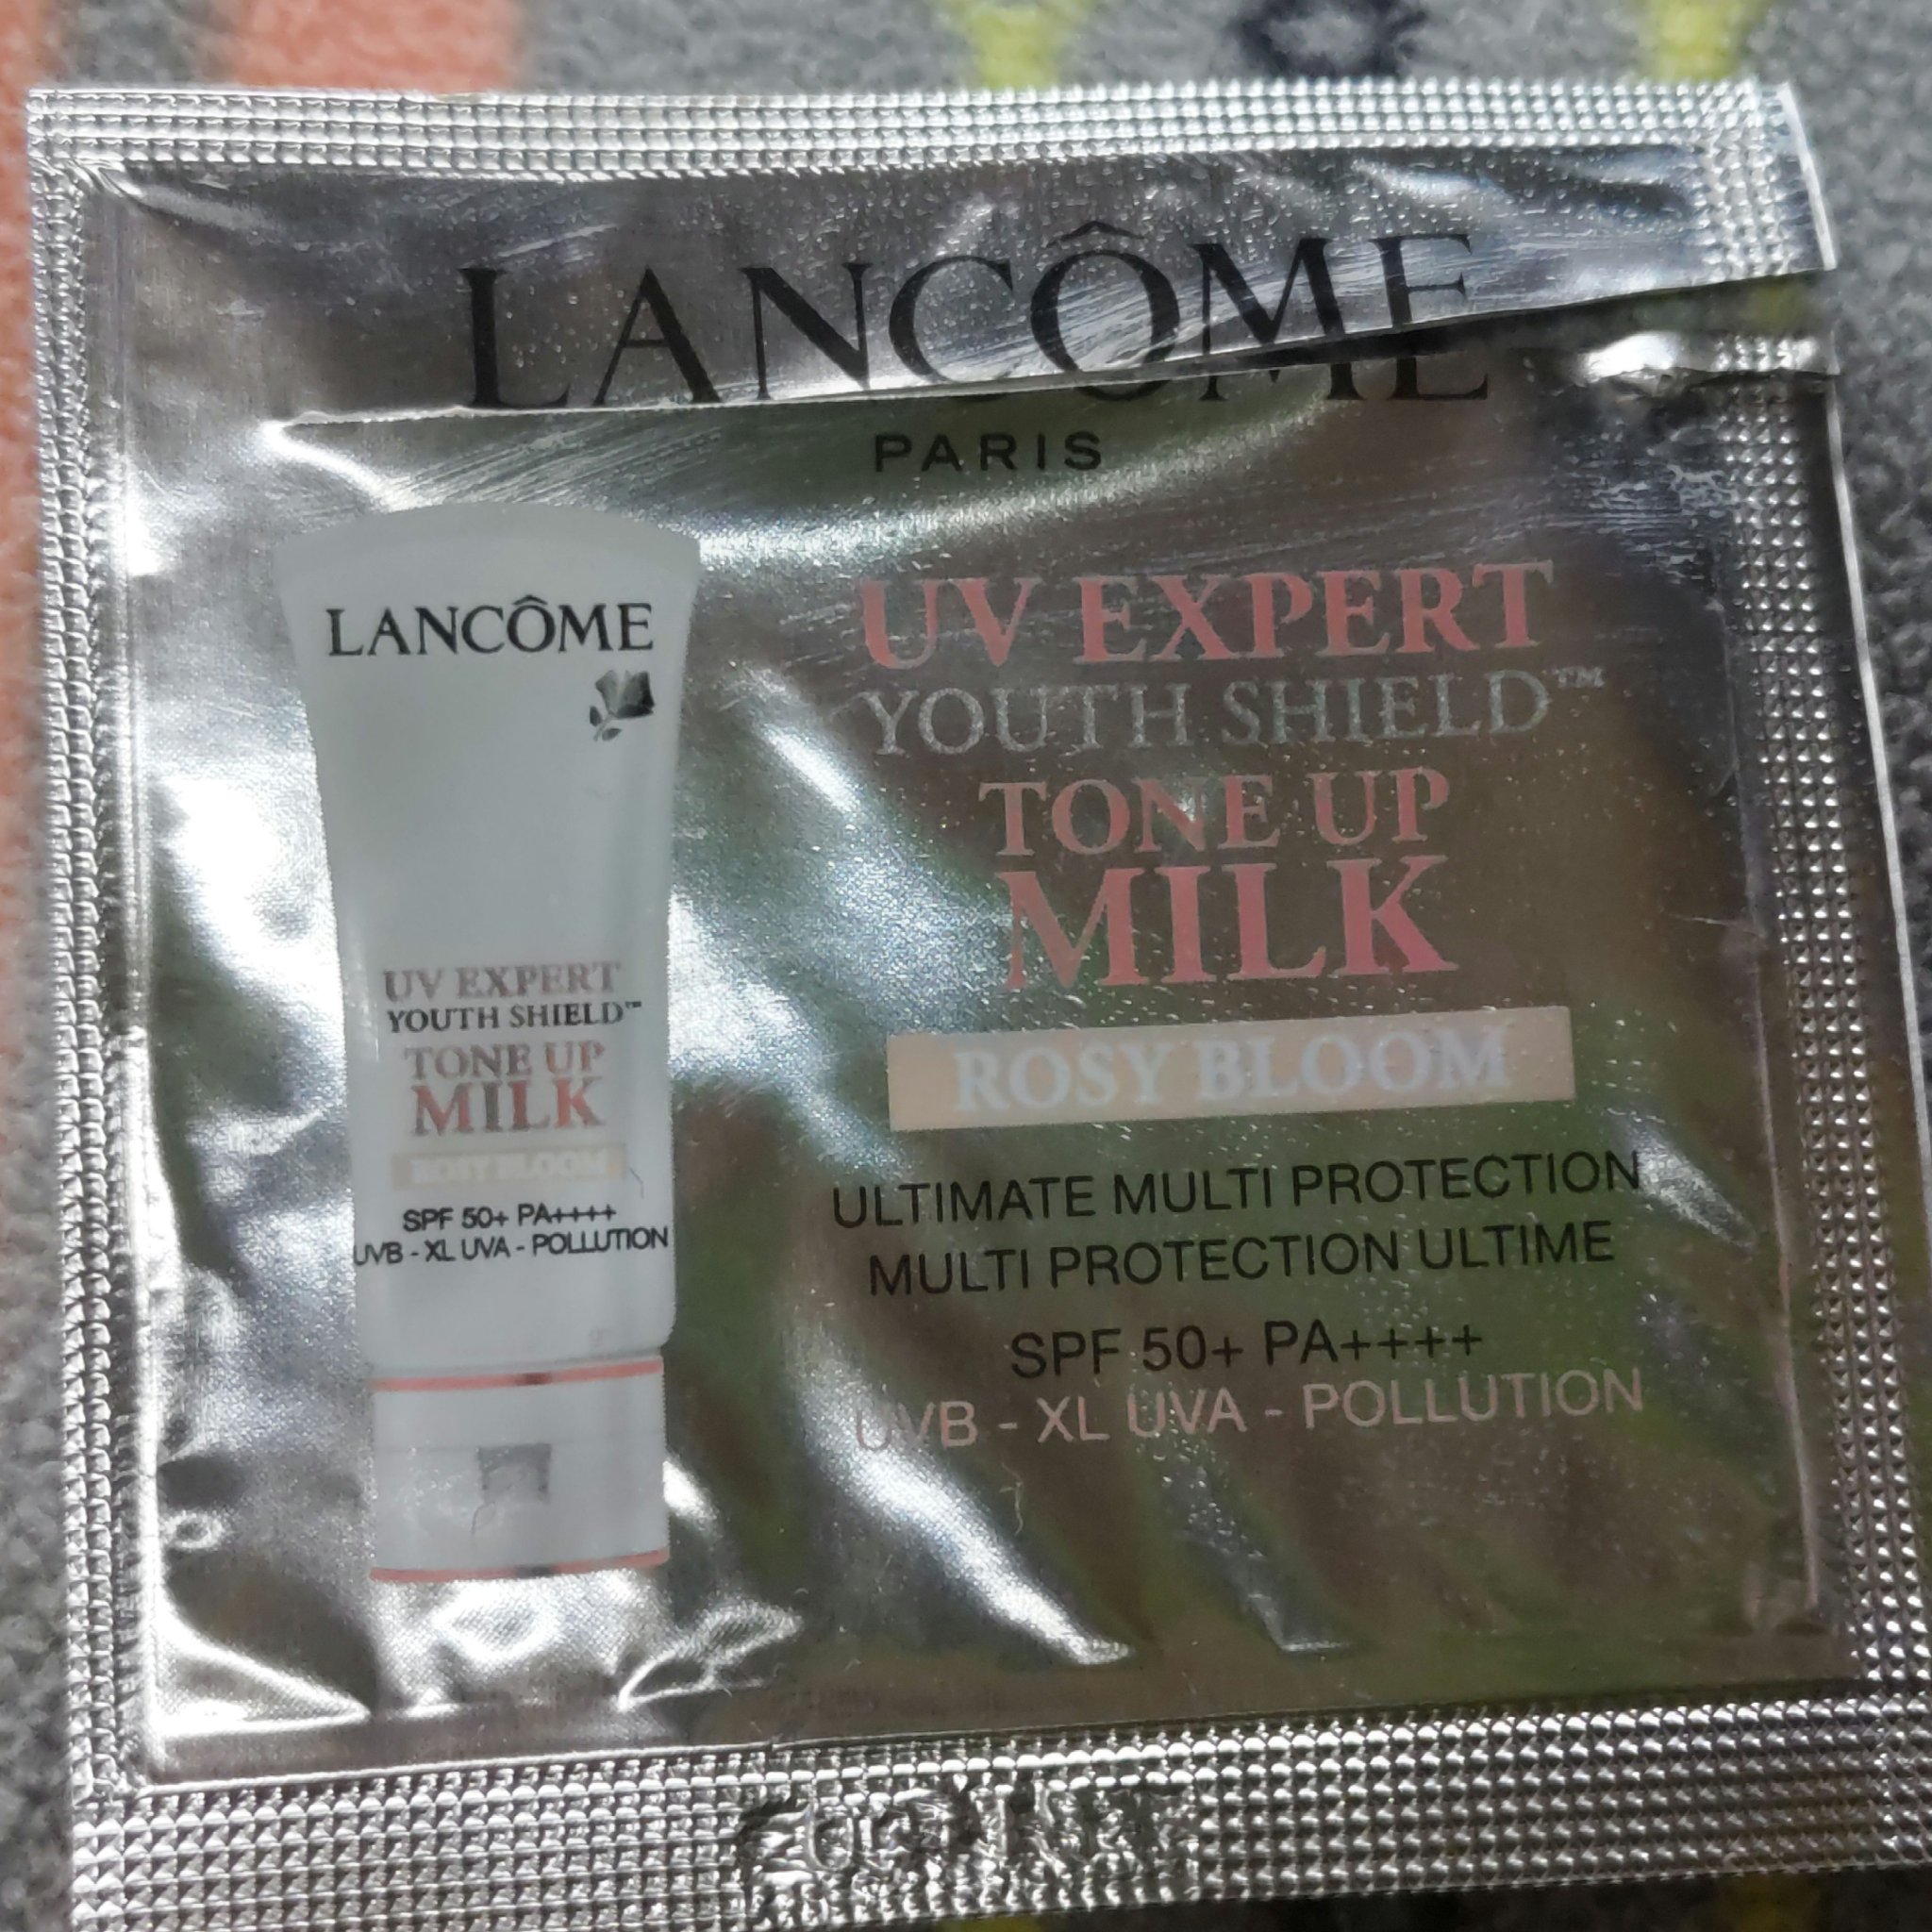 LANCÔME
PARIS
LANCÔME
UV EXPERT
YOUTH SHIELD™
TONE UP
MILK
ROSY BLOOM
SPF 50+ PA++++
UVB - XL UVA - POLLUTION
UV EXPERT
YOUTH SHIELD™
TONE UP
MILK
ROSY BLOOM
ULTIMATE MULTI PROTECTION
MULTI PROTECTION ULTIME
SPF 50+ PA++++
UVB - XL UVA - POLLUTION